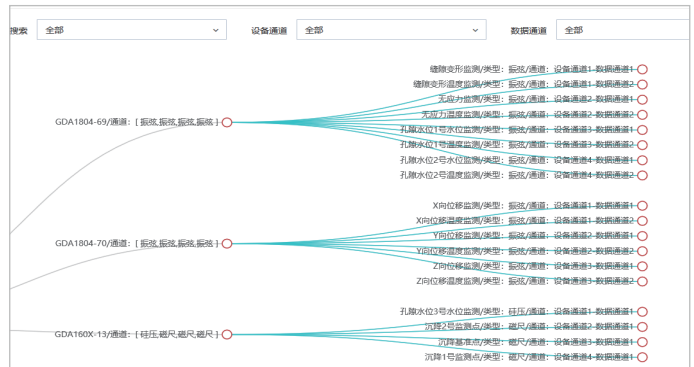 搜索 全部 设备通道 全部 数据通道 全部
缝隙变形监测/类型：振弦/通道：设备通道1-数据通道1
缝隙变形温度监测/类型：振弦/通道：设备通道1-数据通道2
无应力监测/类型：振弦/通道：设备通道2-数据通道1
GDA1804-69/通道：[ 振弦,振弦,振弦,振弦 ]
无应力温度监测/类型：振弦/通道：设备通道2-数据通道2
孔隙水位1号水位监测/类型：振弦/通道：设备通道3-数据通道1
孔隙水位1号温度监测/类型：振弦/通道：设备通道3-数据通道2
孔隙水位2号水位监测/类型：振弦/通道：设备通道4-数据通道1
孔隙水位2号温度监测/类型：振弦/通道：设备通道4-数据通道2
X向位移监测/类型：振弦/通道：设备通道1-数据通道1
X向位移温度监测/类型：振弦/通道：设备通道1-数据通道2
Y向位移监测/类型：振弦/通道：设备通道2-数据通道1
GDA1804-70/通道：[ 振弦,振弦,振弦,振弦 ]
Y向位移温度监测/类型：振弦/通道：设备通道2-数据通道2
Z向位移监测/类型：振弦/通道：设备通道3-数据通道1
Z向位移温度监测/类型：振弦/通道：设备通道3-数据通道2
孔隙水位3号水位监测/类型：硅压/通道：设备通道1-数据通道1
沉降2号监测点/类型：磁尺/通道：设备通道2-数据通道1
GDA160X-13/通道：[ 硅压,磁尺,磁尺,磁尺 ]
沉降基准点/类型：磁尺/通道：设备通道3-数据通道1
沉降1号监测点/类型：磁尺/通道：设备通道4-数据通道1